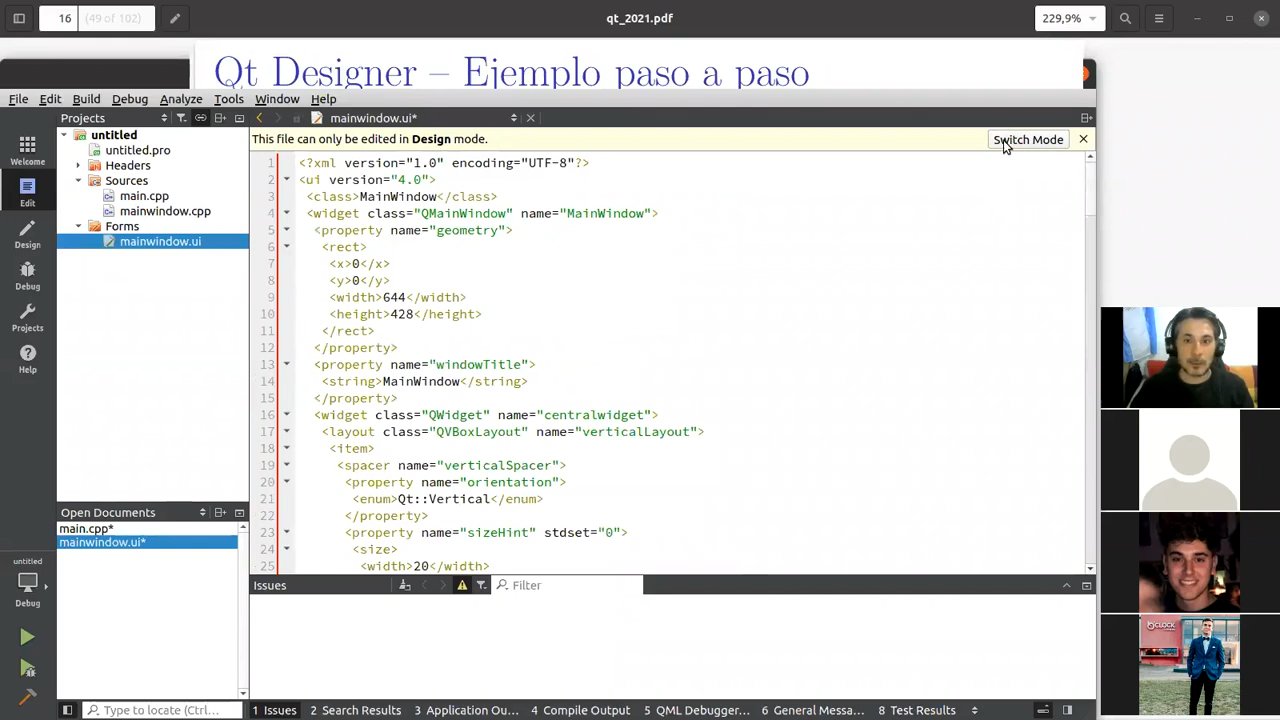 16
(49 of 102)
qt_2021.pdf
229,9%
Qt Designer – Ejemplo paso a paso
File Edit Build Debug Analyze Tools Window Help
Projects
mainwindow.ui*
Welcome
Edit
Design
Debug
Projects
Help
untitled
Debug
untitled
untitled.pro
Headers
Sources
main.cpp
mainwindow.cpp
Forms
mainwindow.ui
Open Documents
main.cpp*
mainwindow.ui*
This file can only be edited in Design mode.
Switch Mode
1 <?xml version="1.0" encoding="UTF-8"?>
2 <ui version="4.0">
3 <class>MainWindow</class>
4 <widget class="QMainWindow" name="MainWindow">
5 <property name="geometry">
6 <rect>
7 <x>0</x>
8 <y>0</y>
9 <width>644</width>
10 <height>428</height>
11 </rect>
12 </property>
13 <property name="windowTitle">
14 <string>MainWindow</string>
15 </property>
16 <widget class="QWidget" name="centralwidget">
17 <layout class="QVBoxLayout" name="verticalLayout">
18 <item>
19 <spacer name="verticalSpacer">
20 <property name="orientation">
21 <enum>Qt::Vertical</enum>
22 </property>
23 <property name="sizeHint" stdset="0">
24 <size>
25 <width>20</width>
Issues
Filter
Type to locate (Ctrl+...
1 Issues
2 Search Results
3 Application Ou...
4 Compile Output
5 QML Debugger...
6 General Messa...
8 Test Results
CLOCK